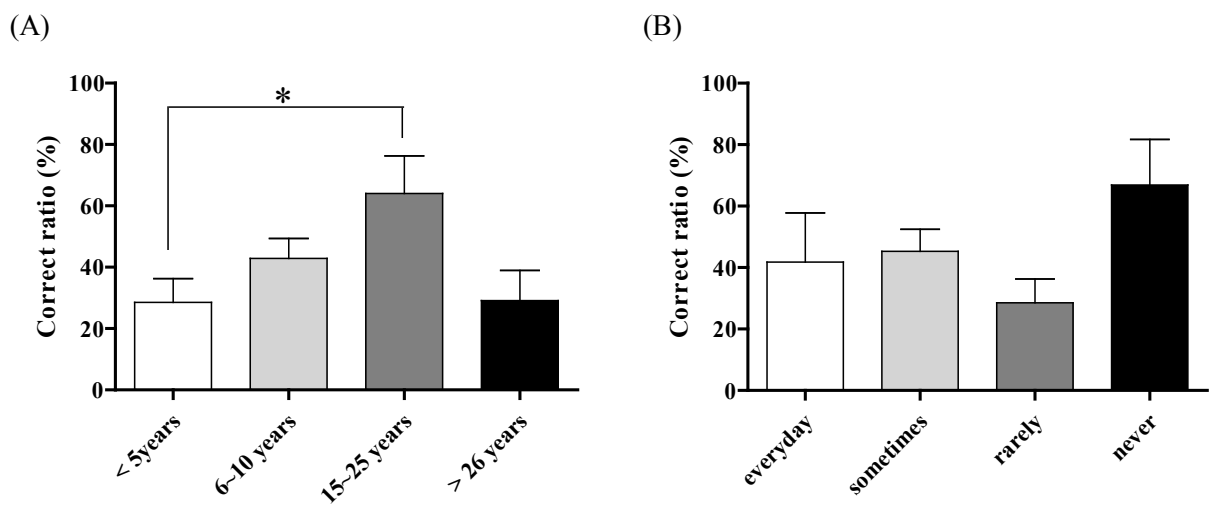 (A)
Correct ratio (%)
100
80
60
40
20
0
*
< 5years
6~10 years
15~25 years
> 26 years
(B)
Correct ratio (%)
100
80
60
40
20
0
everyday
sometimes
rarely
never